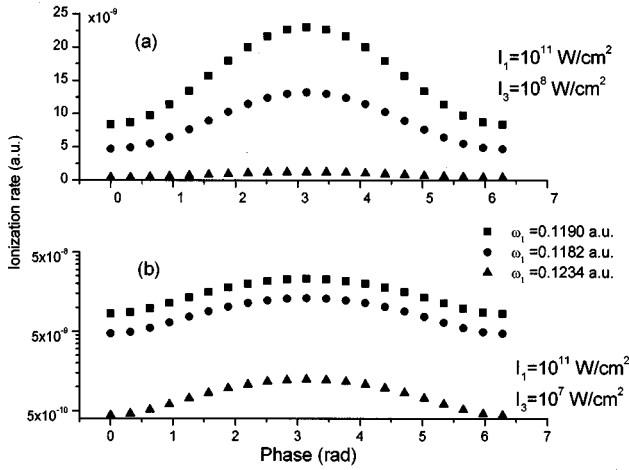 x10⁻⁹
25
20
15
10
5
0
(a)
I₁=10¹¹ W/cm²
I₃=10⁸ W/cm²
0 1 2 3 4 5 6 7
Ionization rate (a.u.)
■ ω₁ =0.1190 a.u.
● ω₁ =0.1182 a.u.
▲ ω₁ =0.1234 a.u.
(b)
5x10⁻⁸
5x10⁻⁹
5x10⁻¹⁰
I₁=10¹¹ W/cm²
I₃=10⁷ W/cm²
0 1 2 3 4 5 6 7
Phase (rad)